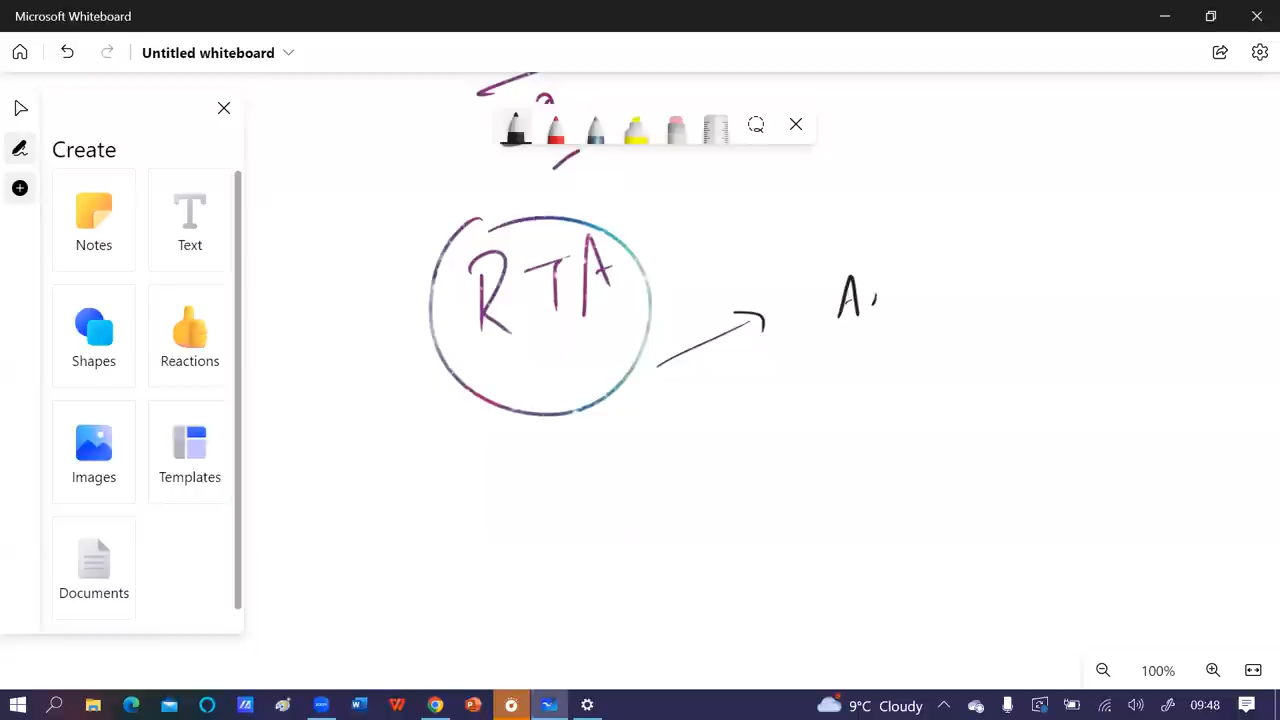 Microsoft Whiteboard
Untitled whiteboard
Create
Notes
Text
Shapes
Reactions
Images
Templates
Documents
RTA
A
100%
9°C Cloudy
09:48